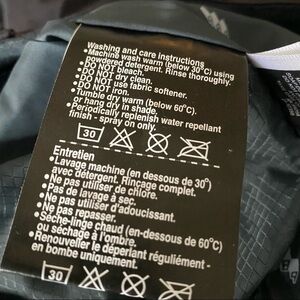 Washing and care instructions
•Machine wash warm (below 30°C) using
powdered detergent. Rinse thoroughly.
•DO NOT bleach.
•DO NOT dry clean.
•DO NOT use fabric softener.
•DO NOT iron.
•Tumble dry warm (below 60°C).
or hang dry in shade.
•Periodically replenish water repellant
finish - spray on only.
30
Entretien
•Lavage machine (en dessous de 30°)
avec détergent. Rinçage complet.
•Ne pas utiliser de chlore.
•Pas de lavage à sec.
•Ne pas utiliser d'adoucissant.
•Ne pas repasser.
•Sèche-linge chaud (en-dessous de 60°C)
ou séchage à l'ombre.
•Renouveller le déperlant régulièrement -
en bombe uniquement.
30